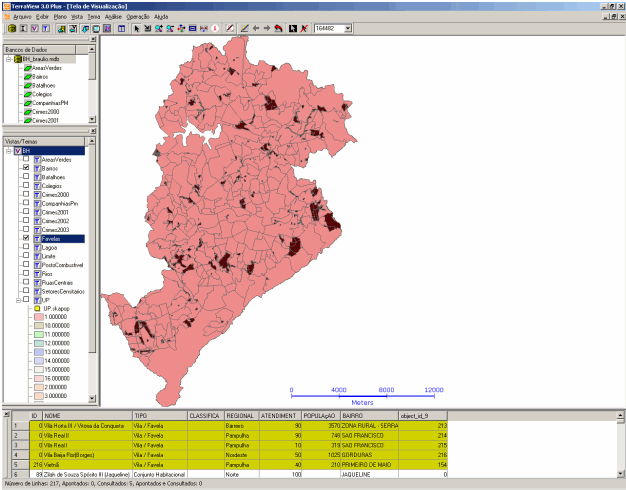 TerraView 3.0 Plus - [Tela de Visualização]
Arquivo Exibir Plano Vista Tema Análise Operação Ajuda
164482
Bancos de Dados
BH_braulio.mdb
AreasVerdes
Bairros
Batalhoes
Colegios
CompanhiasPM
Crimes2000
Crimes2001
Vistas/Temas
BH
AreasVerdes
Bairros
Batalhoes
Colegios
Crimes2000
CompanhiasPm
Crimes2001
Crimes2002
Crimes2003
Favelas
Lagoa
Limite
PostoCombustivel
Rios
RuasCentrais
SetoresCensitarios
UP
UP.skapop
1.000000
10.000000
11.000000
12.000000
13.000000
14.000000
15.000000
16.000000
2.000000
3.000000
0 4000 8000 12000
Meters
ID NOME TIPO CLASSIFICA REGIONAL ATENDIMENT POPULAÇAO BAIRRO object_id_9
1 0 Vila Horta III / Vitrosa da Conquista Vila / Favela Barreiro 90 3570 ZONA RURAL - SERRA 213
2 0 Vila Real II Vila / Favela Pampulha 90 748 SAO FRANCISCO 214
3 0 Vila Real I Vila / Favela Pampulha 10 319 SAO FRANCISCO 215
4 0 Vila Beija Flor(Borges) Vila / Favela Nordeste 50 1025 GORDURAS 216
5 216 Vietnã Vila / Favela Pampulha 40 210 PRIMEIRO DE MAIO 154
6 89 Zilah de Souza Spósito III (Jaqueline) Conjunto Habitacional Norte 100 JAQUELINE 0
Número de Linhas: 217, Apontados: 0, Consultados: 5, Apontados e Consultados: 0